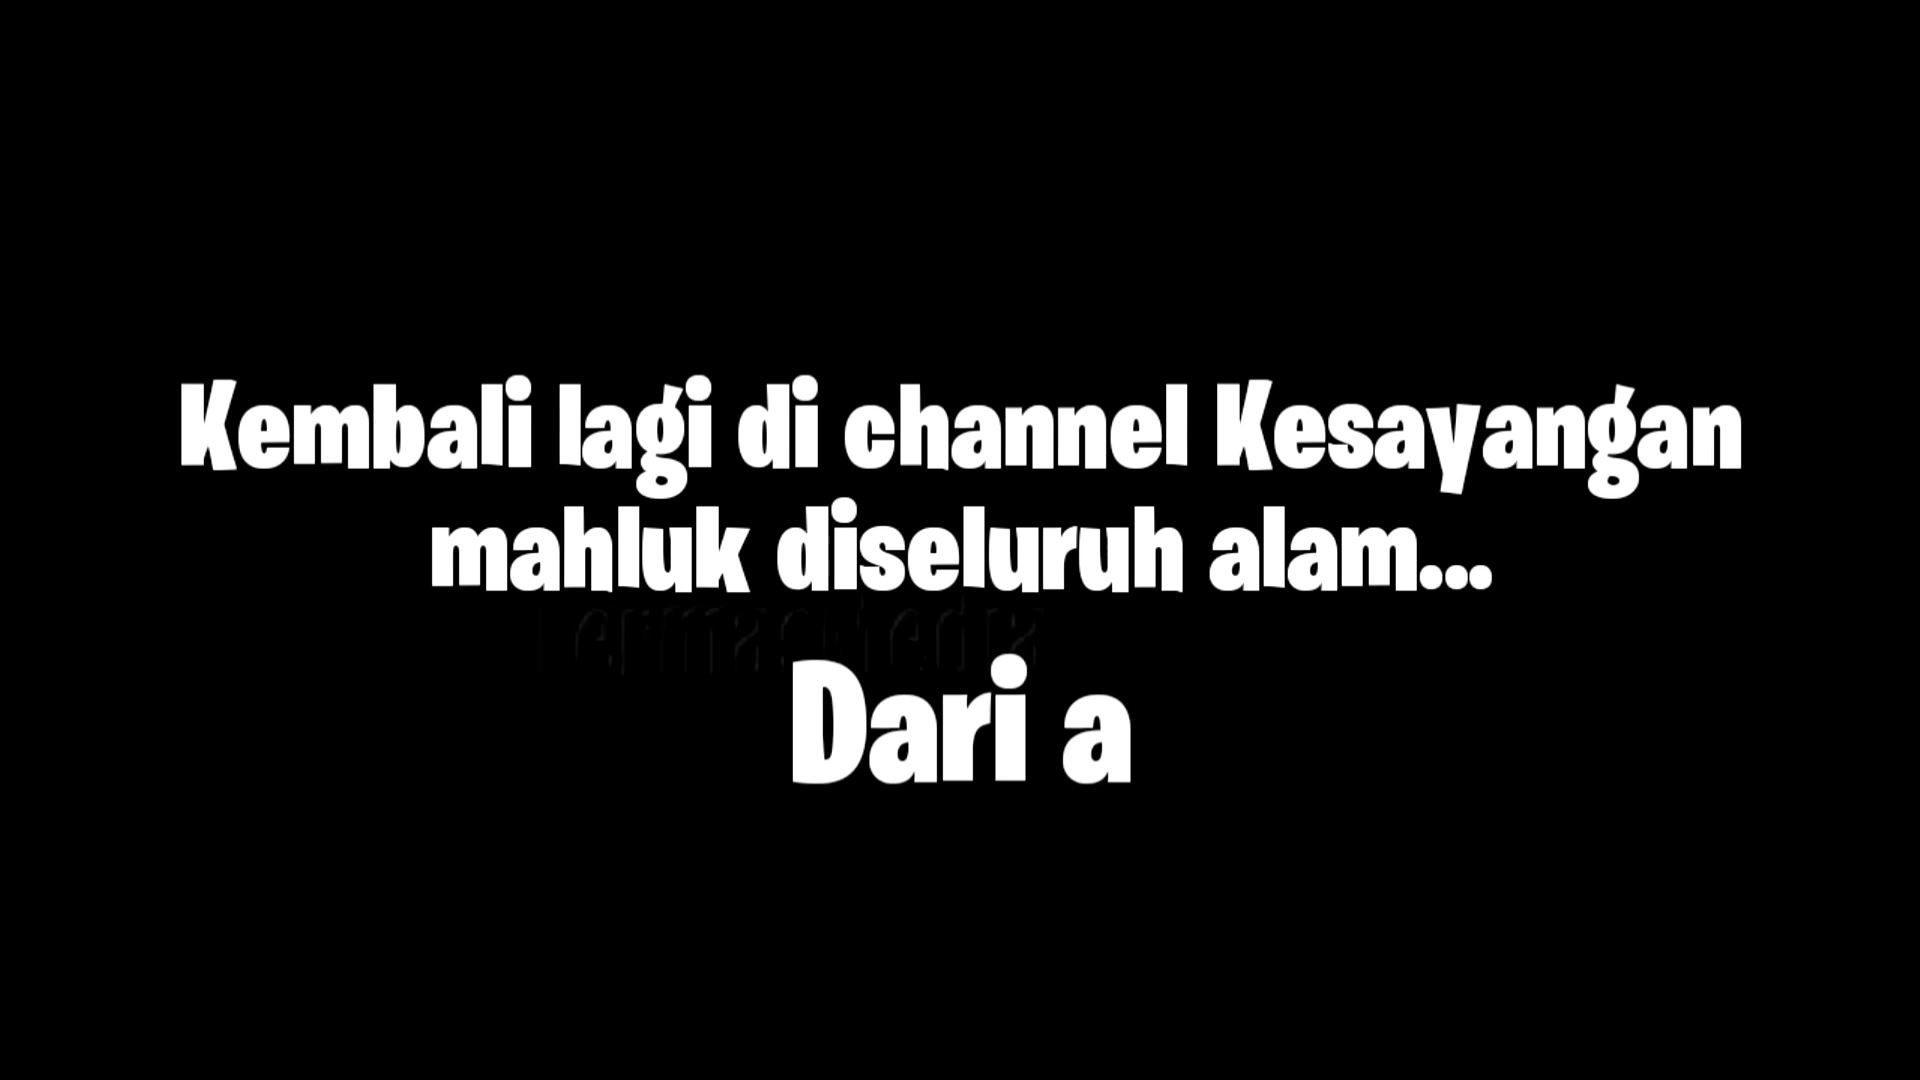 Kembali lagi di channel Kesayangan
mahluk diseluruh alam...
Dari a